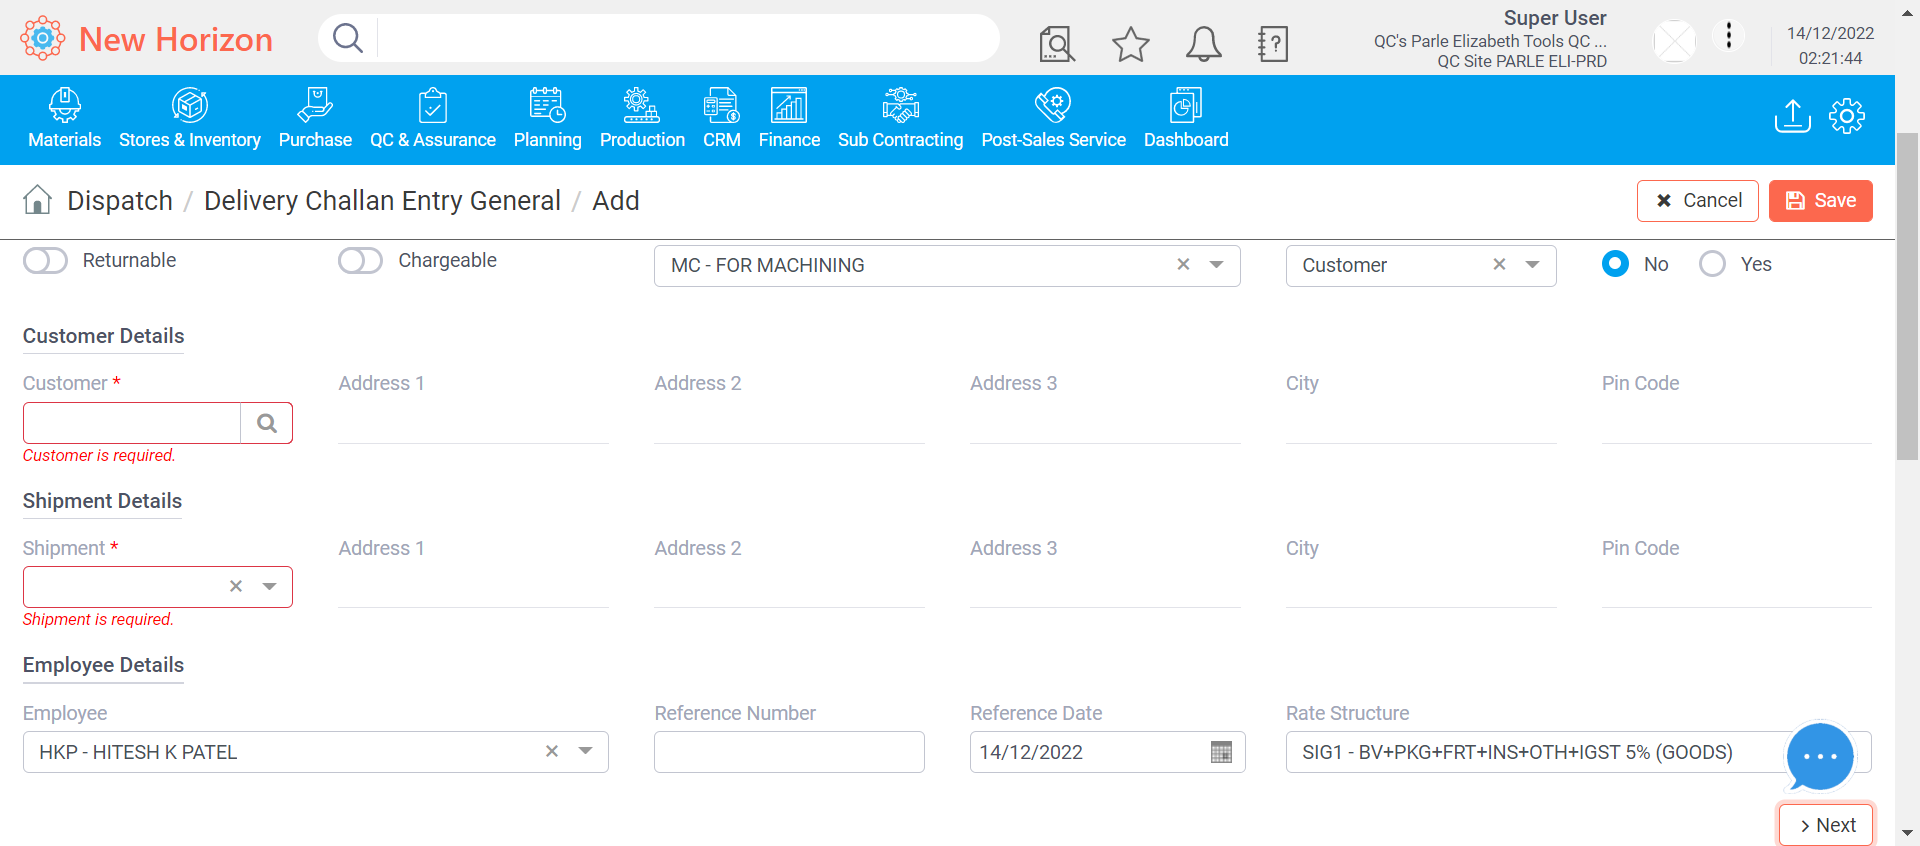 New Horizon
Super User
QC's Parle Elizabeth Tools QC ...
QC Site PARLE ELI-PRD
14/12/2022
02:21:44
Materials
Stores & Inventory
Purchase
QC & Assurance
Planning
Production
CRM
Finance
Sub Contracting
Post-Sales Service
Dashboard
Dispatch / Delivery Challan Entry General / Add
Cancel
Save
Returnable
Chargeable
MC - FOR MACHINING
Customer
No
Yes
Customer Details
Customer *
Address 1
Address 2
Address 3
City
Pin Code
Customer is required.
Shipment Details
Shipment *
Address 1
Address 2
Address 3
City
Pin Code
Shipment is required.
Employee Details
Employee
Reference Number
Reference Date
Rate Structure
HKP - HITESH K PATEL
14/12/2022
SIG1 - BV+PKG+FRT+INS+OTH+IGST 5% (GOODS)
Next